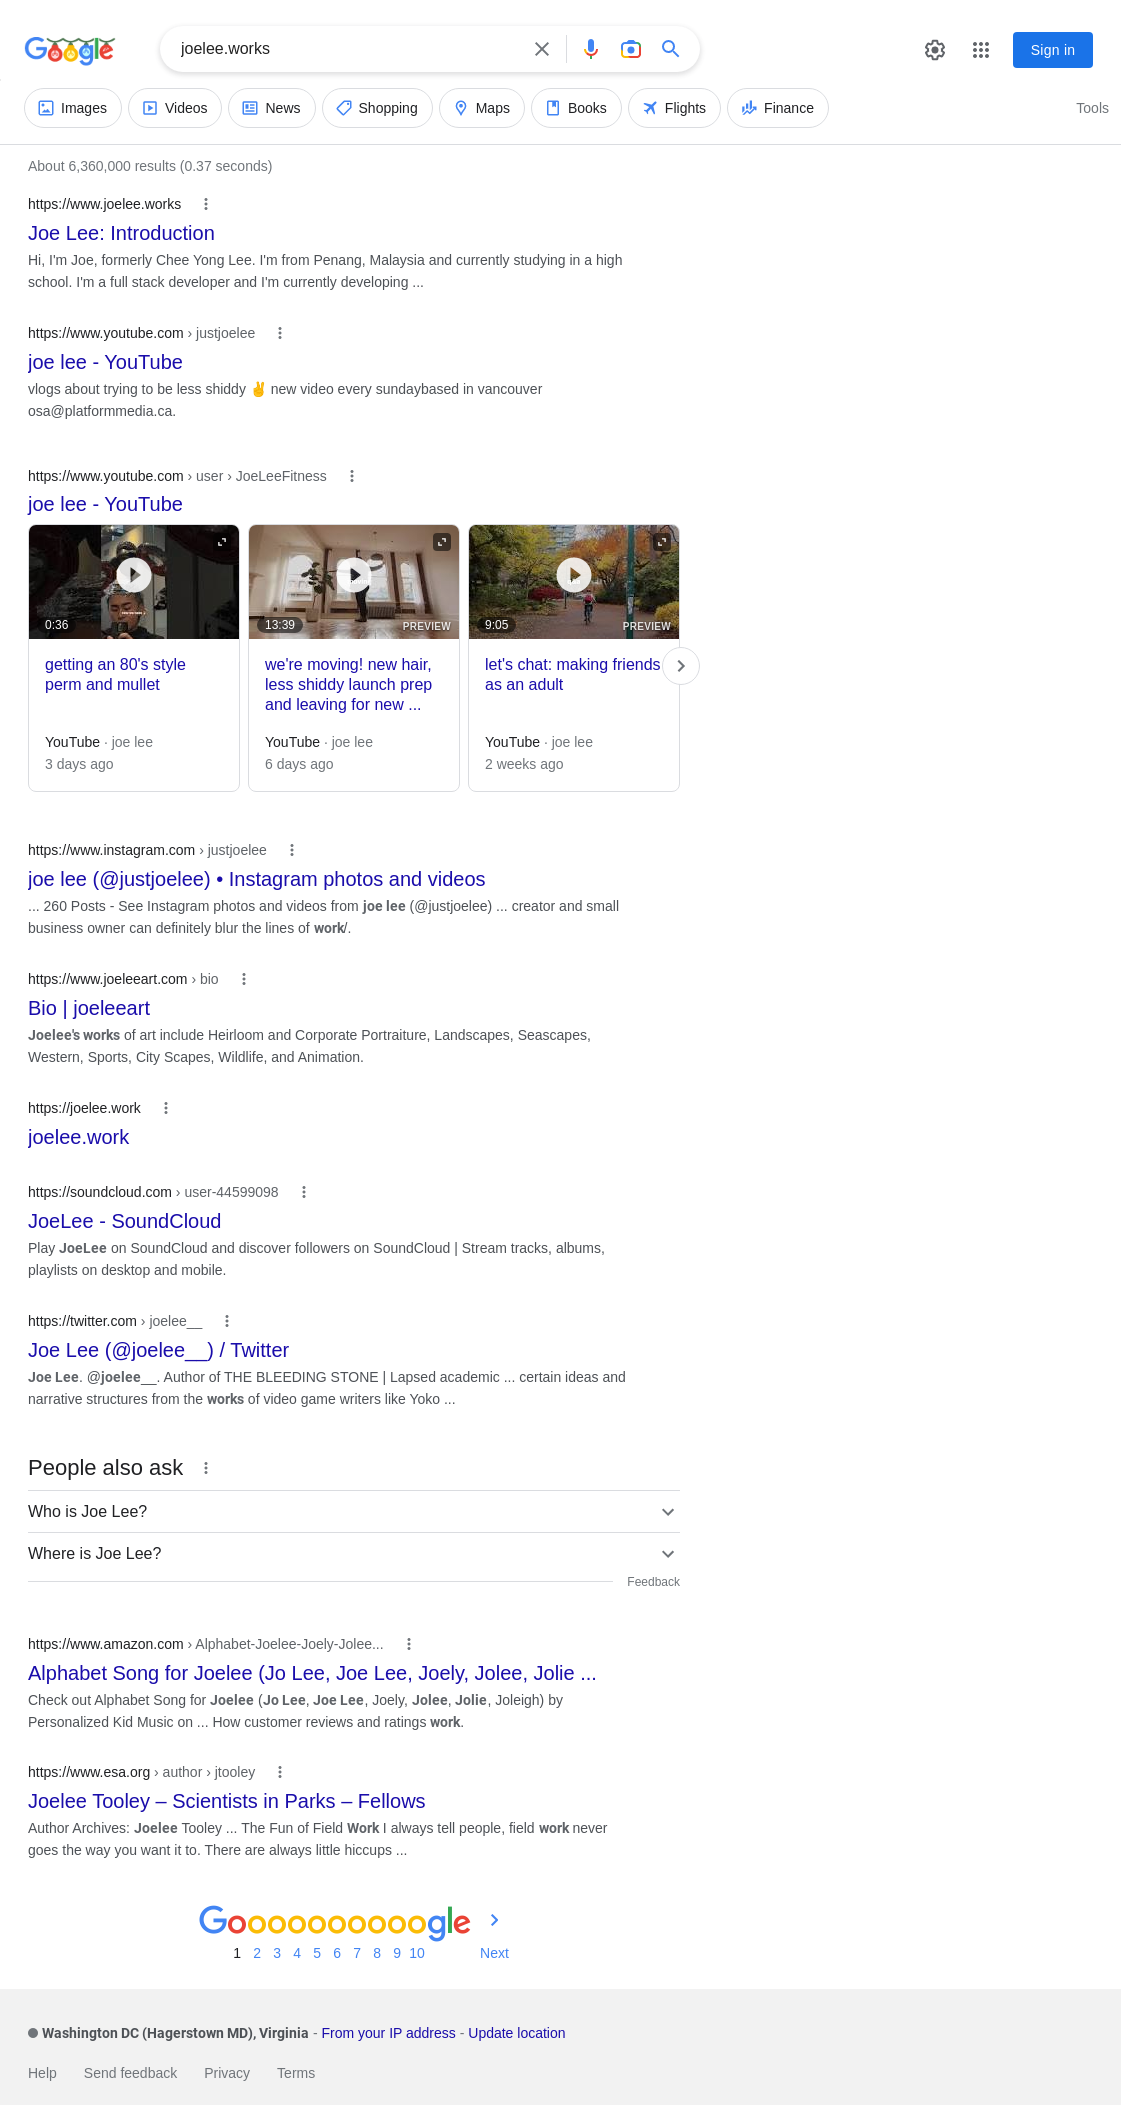 Google
joelee.works
Sign in
Images
Videos
News
Shopping
Maps
Books
Flights
Finance
Tools
About 6,360,000 results (0.37 seconds)
https://www.joelee.works
Joe Lee: Introduction
Hi, I'm Joe, formerly Chee Yong Lee. I'm from Penang, Malaysia and currently studying in a high
school. I'm a full stack developer and I'm currently developing ...
https://www.youtube.com › justjoelee
joe lee - YouTube
vlogs about trying to be less shiddy ✌ new video every sundaybased in vancouver
osa@platformmedia.ca.
https://www.youtube.com › user › JoeLeeFitness
joe lee - YouTube
0:36
13:39
PREVIEW
9:05
PREVIEW
getting an 80's style
perm and mullet
YouTube · joe lee
3 days ago
we're moving! new hair,
less shiddy launch prep
and leaving for new ...
YouTube · joe lee
6 days ago
let's chat: making friends
as an adult
YouTube · joe lee
2 weeks ago
https://www.instagram.com › justjoelee
joe lee (@justjoelee) • Instagram photos and videos
... 260 Posts - See Instagram photos and videos from joe lee (@justjoelee) ... creator and small
business owner can definitely blur the lines of work/.
https://www.joeleeart.com › bio
Bio | joeleeart
Joelee's works of art include Heirloom and Corporate Portraiture, Landscapes, Seascapes,
Western, Sports, City Scapes, Wildlife, and Animation.
https://joelee.work
joelee.work
https://soundcloud.com › user-44599098
JoeLee - SoundCloud
Play JoeLee on SoundCloud and discover followers on SoundCloud | Stream tracks, albums,
playlists on desktop and mobile.
https://twitter.com › joelee__
Joe Lee (@joelee__) / Twitter
Joe Lee. @joelee__. Author of THE BLEEDING STONE | Lapsed academic ... certain ideas and
narrative structures from the works of video game writers like Yoko ...
People also ask
Who is Joe Lee?
Where is Joe Lee?
Feedback
https://www.amazon.com › Alphabet-Joelee-Joely-Jolee...
Alphabet Song for Joelee (Jo Lee, Joe Lee, Joely, Jolee, Jolie ...
Check out Alphabet Song for Joelee (Jo Lee, Joe Lee, Joely, Jolee, Jolie, Joleigh) by
Personalized Kid Music on ... How customer reviews and ratings work.
https://www.esa.org › author › jtooley
Joelee Tooley – Scientists in Parks – Fellows
Author Archives: Joelee Tooley ... The Fun of Field Work I always tell people, field work never
goes the way you want it to. There are always little hiccups ...
Goooooooooogle
1 2 3 4 5 6 7 8 9 10 Next
Washington DC (Hagerstown MD), Virginia - From your IP address - Update location
Help Send feedback Privacy Terms